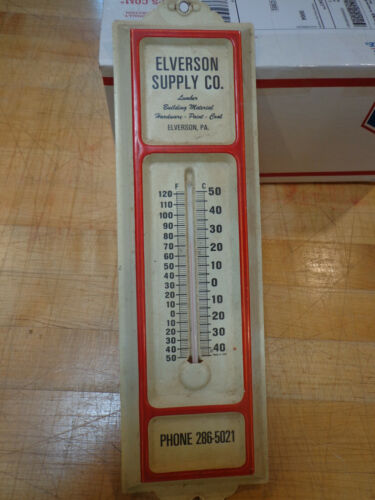 ELVERSON
SUPPLY CO.
Lumber
Building Material
Hardware - Paint - Coal
ELVERSON, PA.
F C
120 50
110
100 40
90
80 30
70 20
60
50 10
40
30 0
20
10 10
0 20
10
20 30
30
40 40
50
PHONE 286-5021